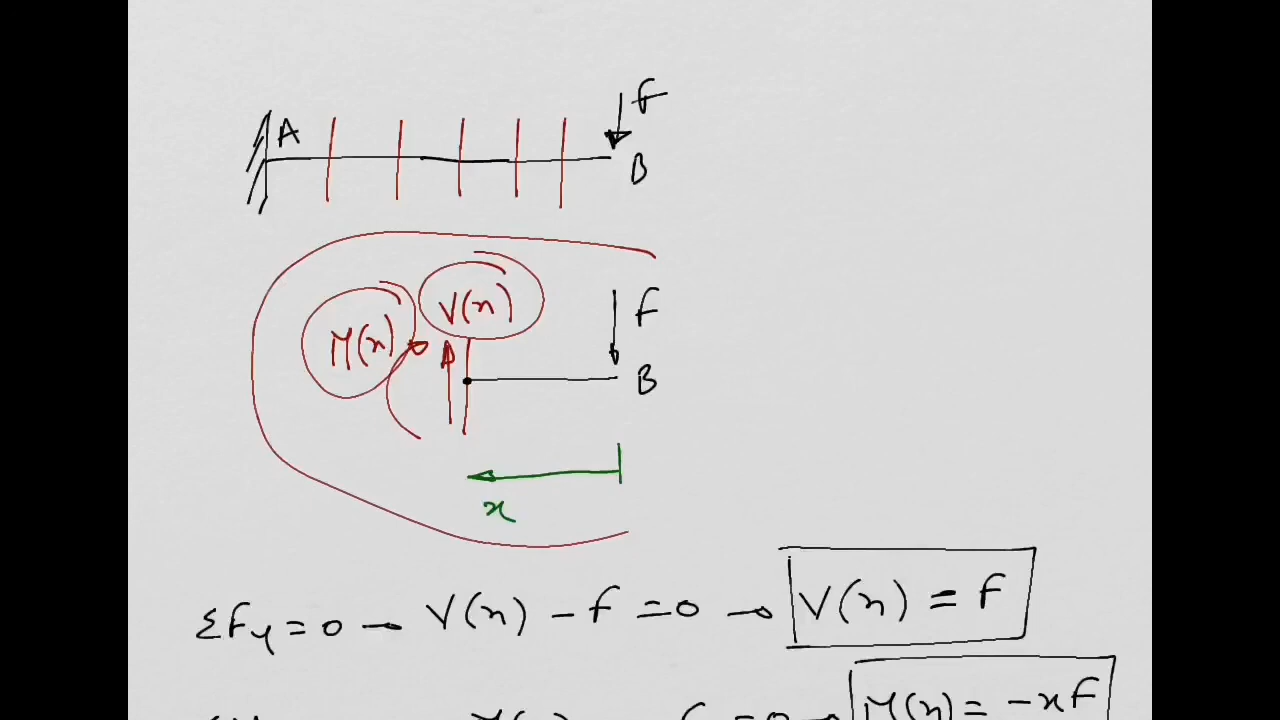 A
F
B
V(x)
M(x)
F
B
x
ΣFy = 0 → V(x) - F = 0 → V(x) = F
M(x) = -xF